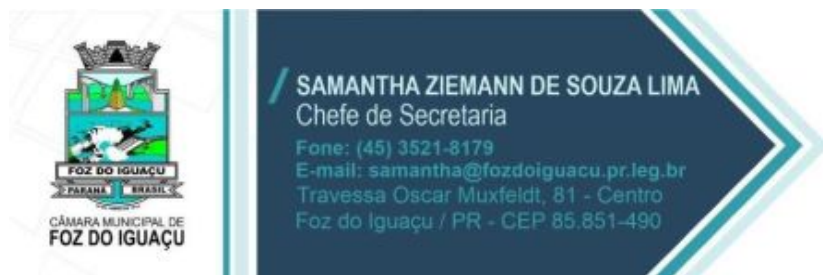 FOZ DO IGUAÇU
PARANÁ BRASIL
CÂMARA MUNICIPAL DE
FOZ DO IGUAÇU
SAMANTHA ZIEMANN DE SOUZA LIMA
Chefe de Secretaria
Fone: (45) 3521-8179
E-mail: samantha@fozdoiguacu.pr.leg.br
Travessa Oscar Muxfeldt, 81 - Centro
Foz do Iguaçu / PR - CEP 85.851-490